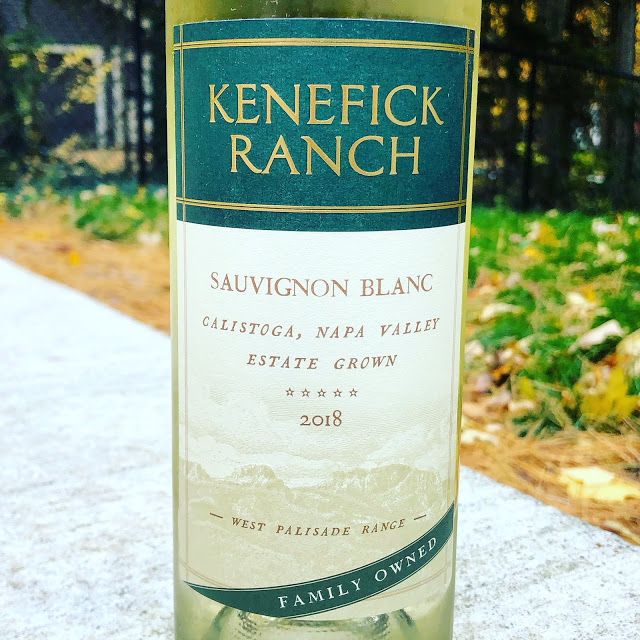 KENEFICK
RANCH
SAUVIGNON BLANC
CALISTOGA, NAPA VALLEY
ESTATE GROWN
☆☆☆☆☆
2018
— WEST PALISADE RANGE —
FAMILY OWNED